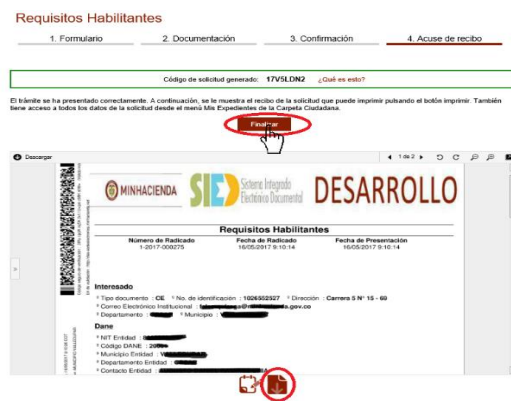 Requisitos Habilitantes
1. Formulario 2. Documentación 3. Confirmación 4. Acuse de recibo
Código de solicitud generado: 17V5LDN2 ¿Qué es esto?
El trámite se ha presentado correctamente. A continuación, se le muestra el recibo de la solicitud que puede imprimir pulsando el botón imprimir. También
tiene acceso a todos los datos de la solicitud desde el menú Mis Expedientes de la Carpeta Ciudadana.
Finalizar
Descargar 1 de 2
MINHACIENDA SIED Sistema Integrado Electrónico Documental DESARROLLO
Requisitos Habilitantes
Número de Radicado Fecha de Radicado Fecha de Presentación
1-2017-000275 16/05/2017 9:10:14 16/05/2017 9:10:14
Interesado
° Tipo documento : CE ° No. de identificación : 1026552527 ° Dirección : Carrera 5 N° 15 - 69
° Correo Electrónico Institucional : .gov.co
° Departamento : ° Municipio :
Dane
° NIT Entidad :
° Código DANE :
° Municipio Entidad :
° Departamento Entidad :
° Contacto Entidad :